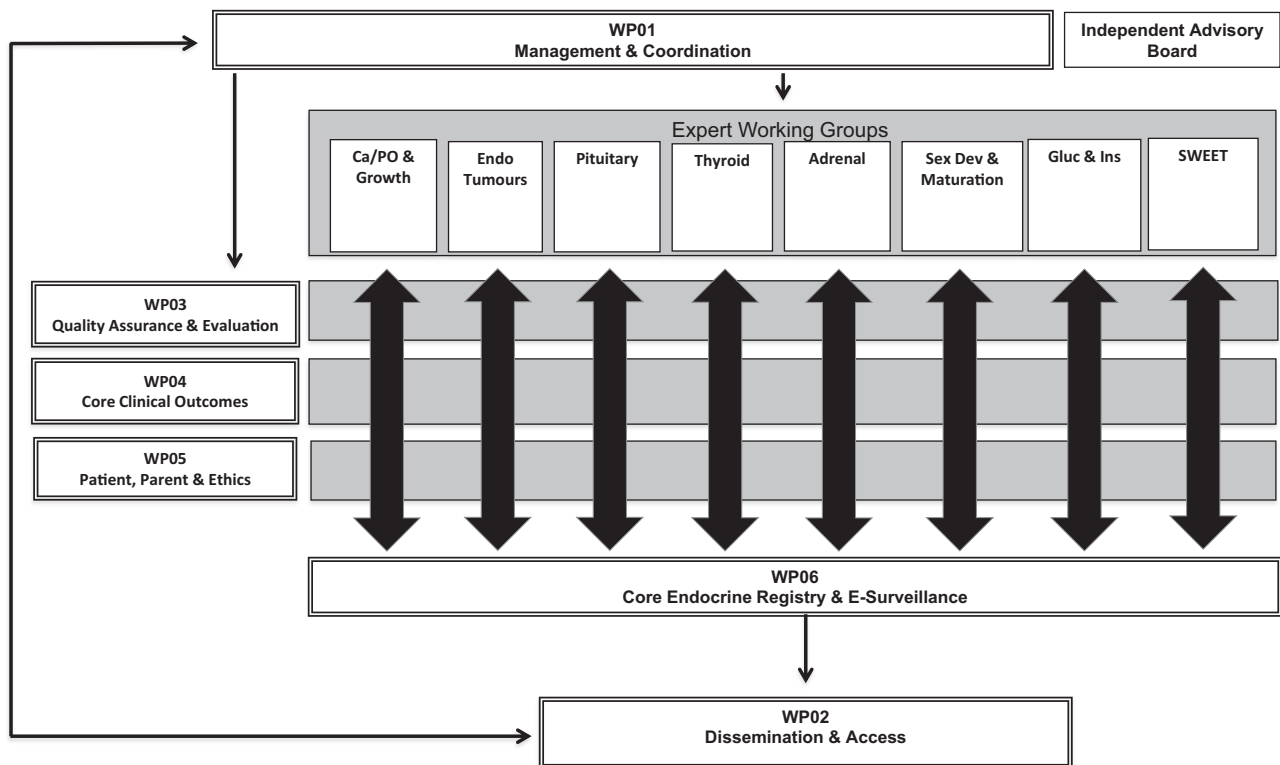 WP01
Management & Coordination
Independent Advisory
Board
Expert Working Groups
Ca/PO &
Growth
Endo
Tumours
Pituitary
Thyroid
Adrenal
Sex Dev &
Maturation
Gluc & Ins
SWEET
WP03
Quality Assurance & Evaluation
WP04
Core Clinical Outcomes
WP05
Patient, Parent & Ethics
WP06
Core Endocrine Registry & E-Surveillance
WP02
Dissemination & Access